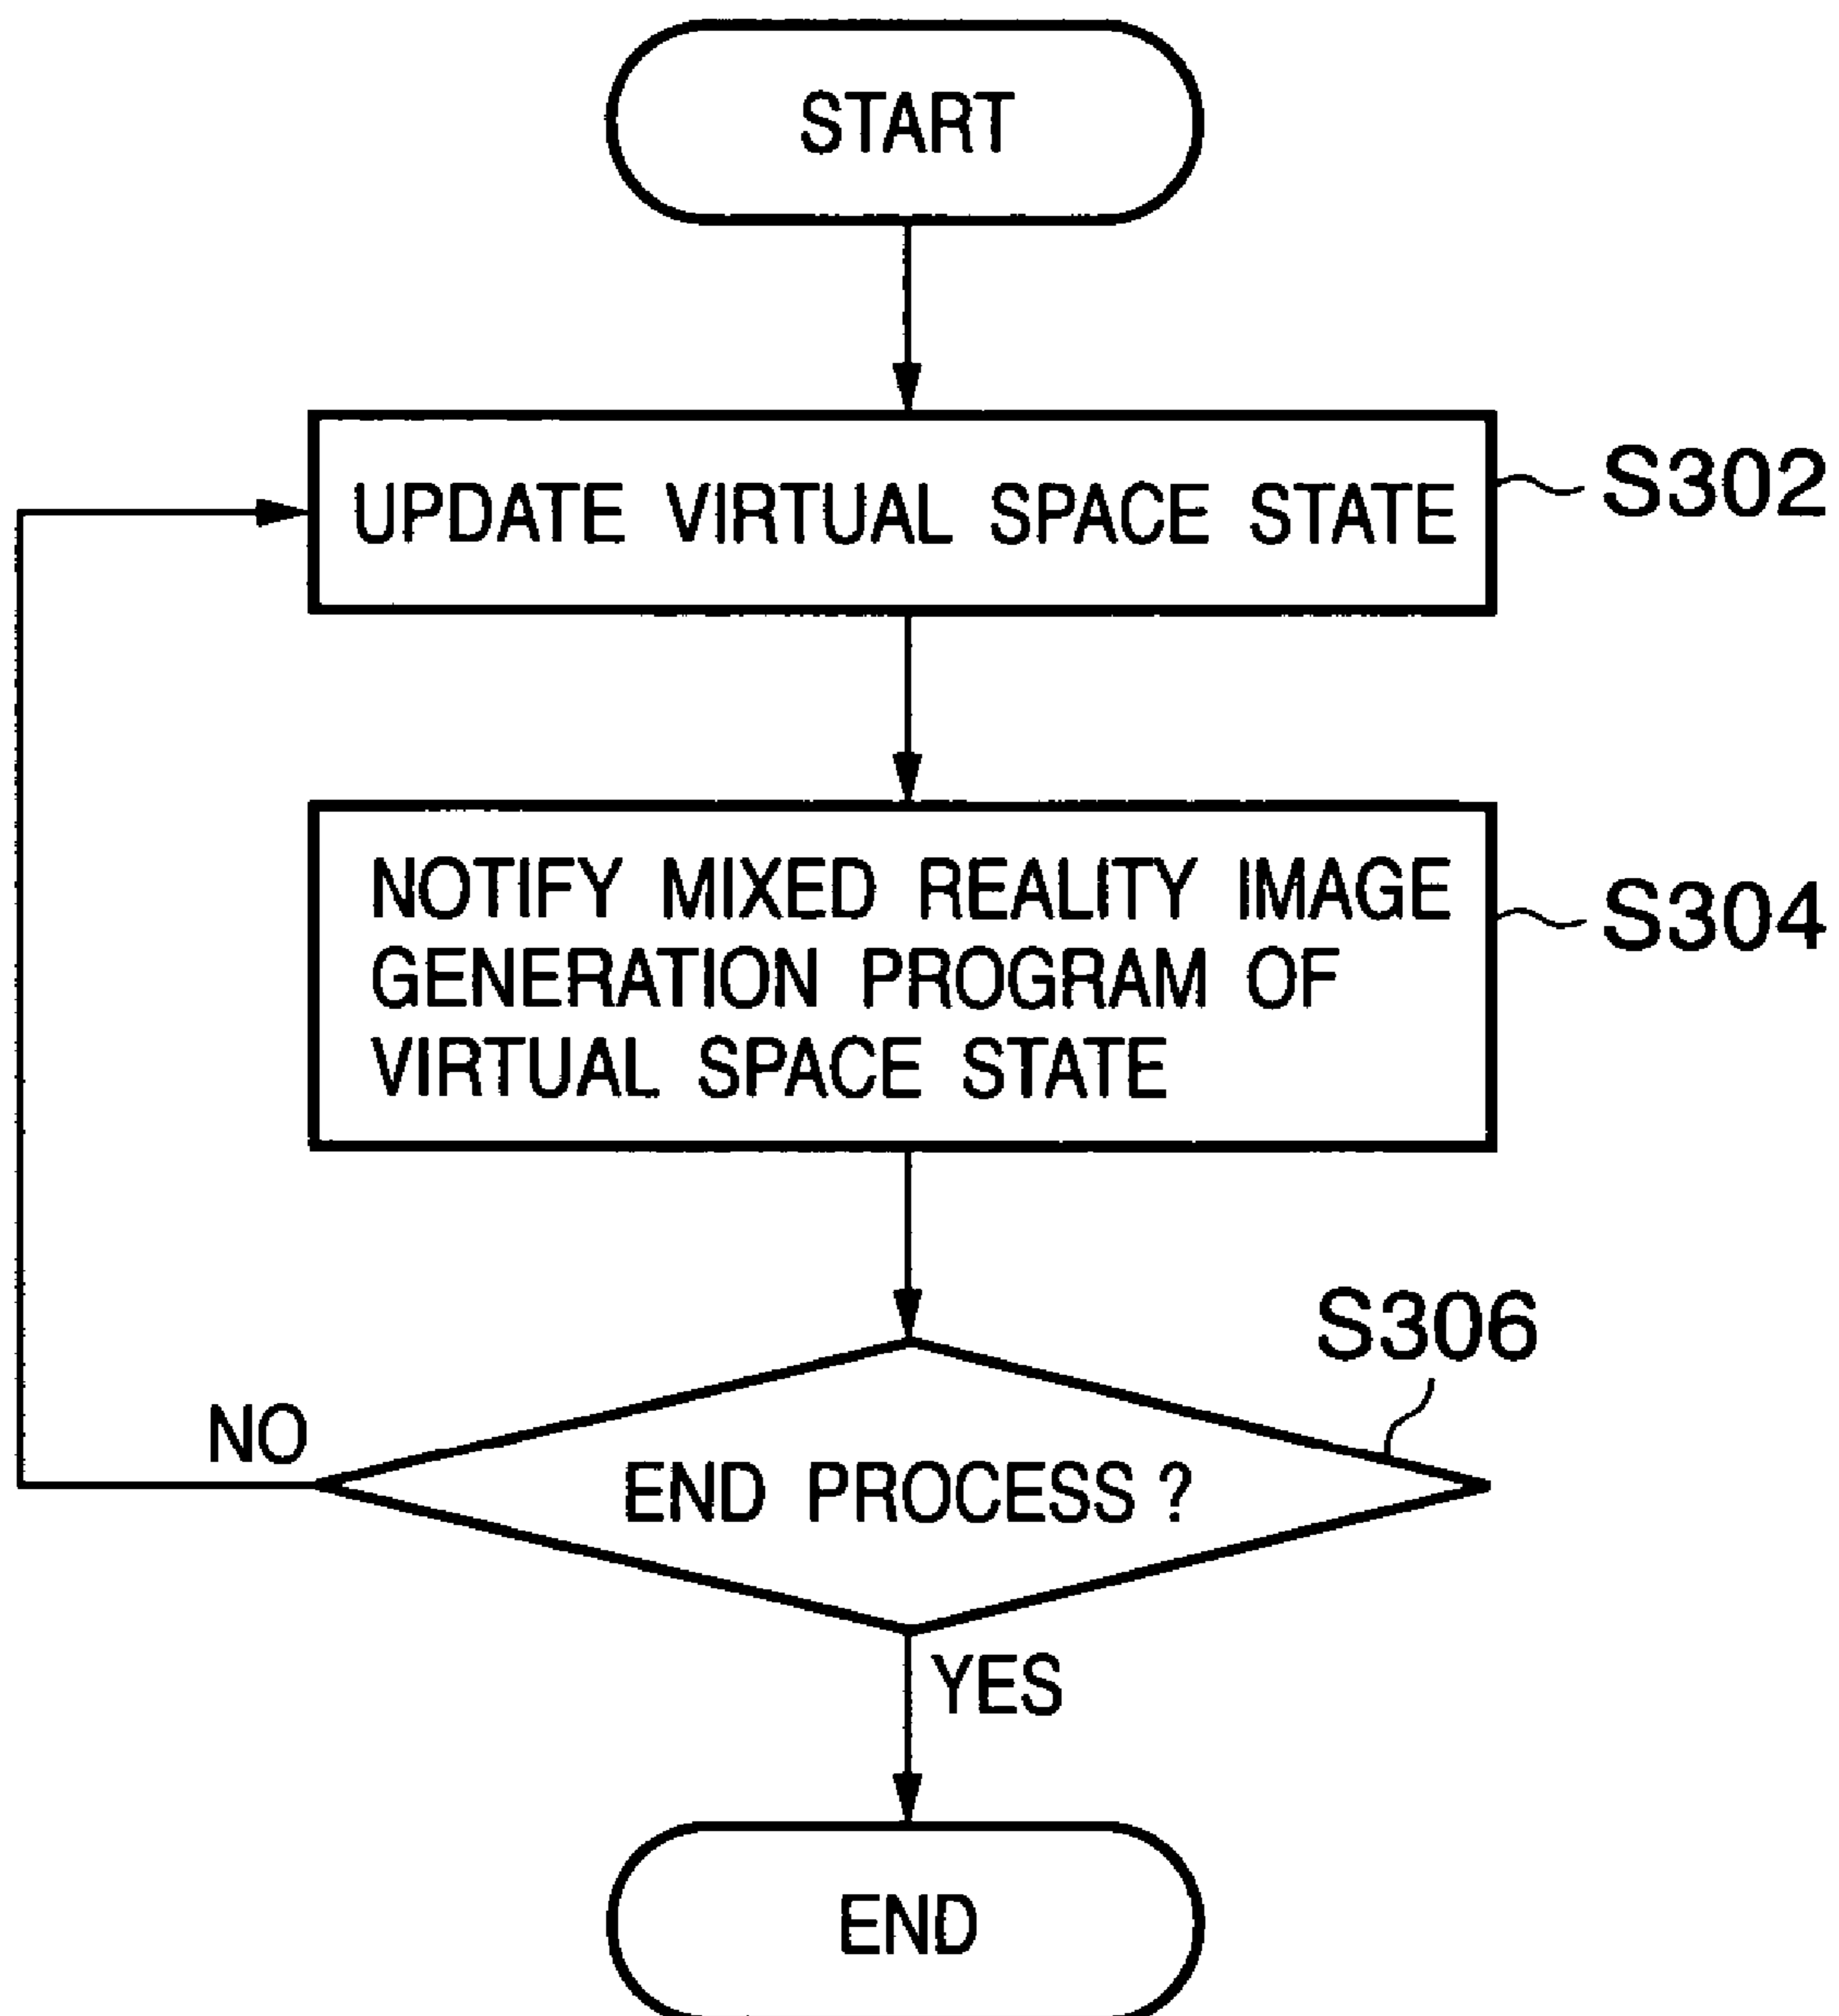 START
UPDATE VIRTUAL SPACE STATE
S302
NOTIFY MIXED REALITY IMAGE
GENERATION PROGRAM OF
VIRTUAL SPACE STATE
S304
S306
NO
END PROCESS ?
YES
END